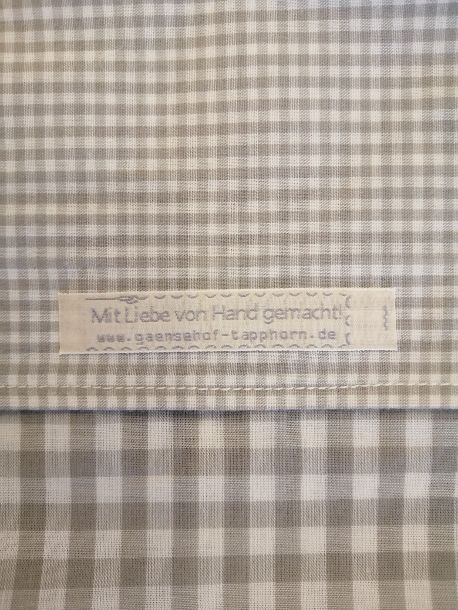 Mit Liebe von Hand gemacht!
www.gaensehof-tapphorn.de